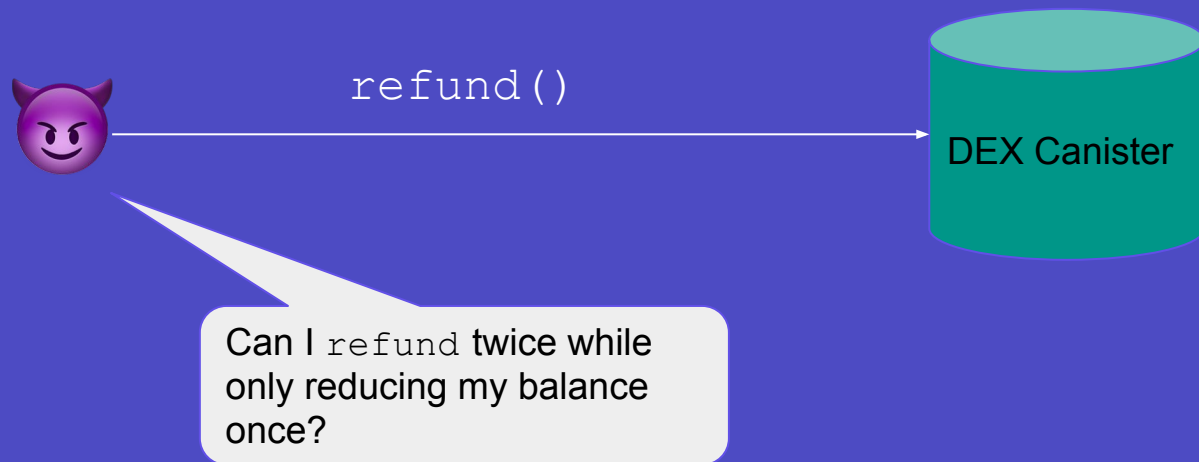 refund()
DEX Canister
Can I refund twice while
only reducing my balance
once?